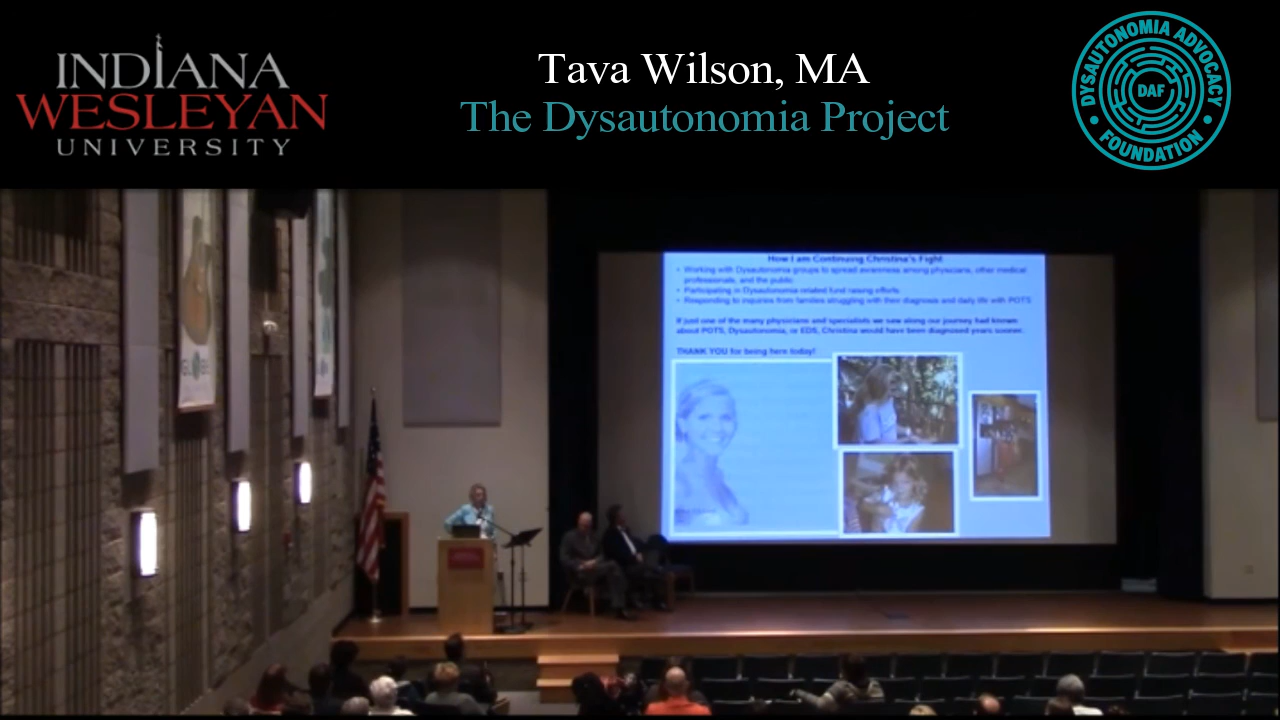 INDIANA
WESLEYAN
UNIVERSITY
Tava Wilson, MA
The Dysautonomia Project
DYSAUTONOMIA ADVOCACY
DAF
• FOUNDATION •
How I am Continuing Christina's Fight
• Working with Dysautonomia groups to spread awareness among physicians, other medical
professionals, and the public
• Participating in Dysautonomia related fund raising efforts
• Responding to inquiries from families struggling with their diagnosis and daily life with POTS
If just one of the many physicians and specialists we saw along our journey had known
about POTS, Dysautonomia, or EDS, Christina would have been diagnosed years sooner.
THANK YOU for being here today!